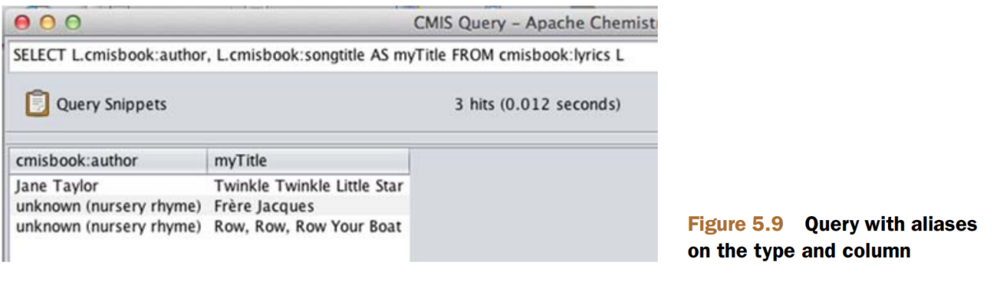 CMIS Query – Apache Chemist
SELECT L.cmisbook:author, L.cmisbook:songtitle AS myTitle FROM cmisbook:lyrics L
Query Snippets 3 hits (0.012 seconds)
cmisbook:author myTitle
Jane Taylor Twinkle Twinkle Little Star
unknown (nursery rhyme) Frère Jacques
unknown (nursery rhyme) Row, Row, Row Your Boat
Figure 5.9 Query with aliases
on the type and column